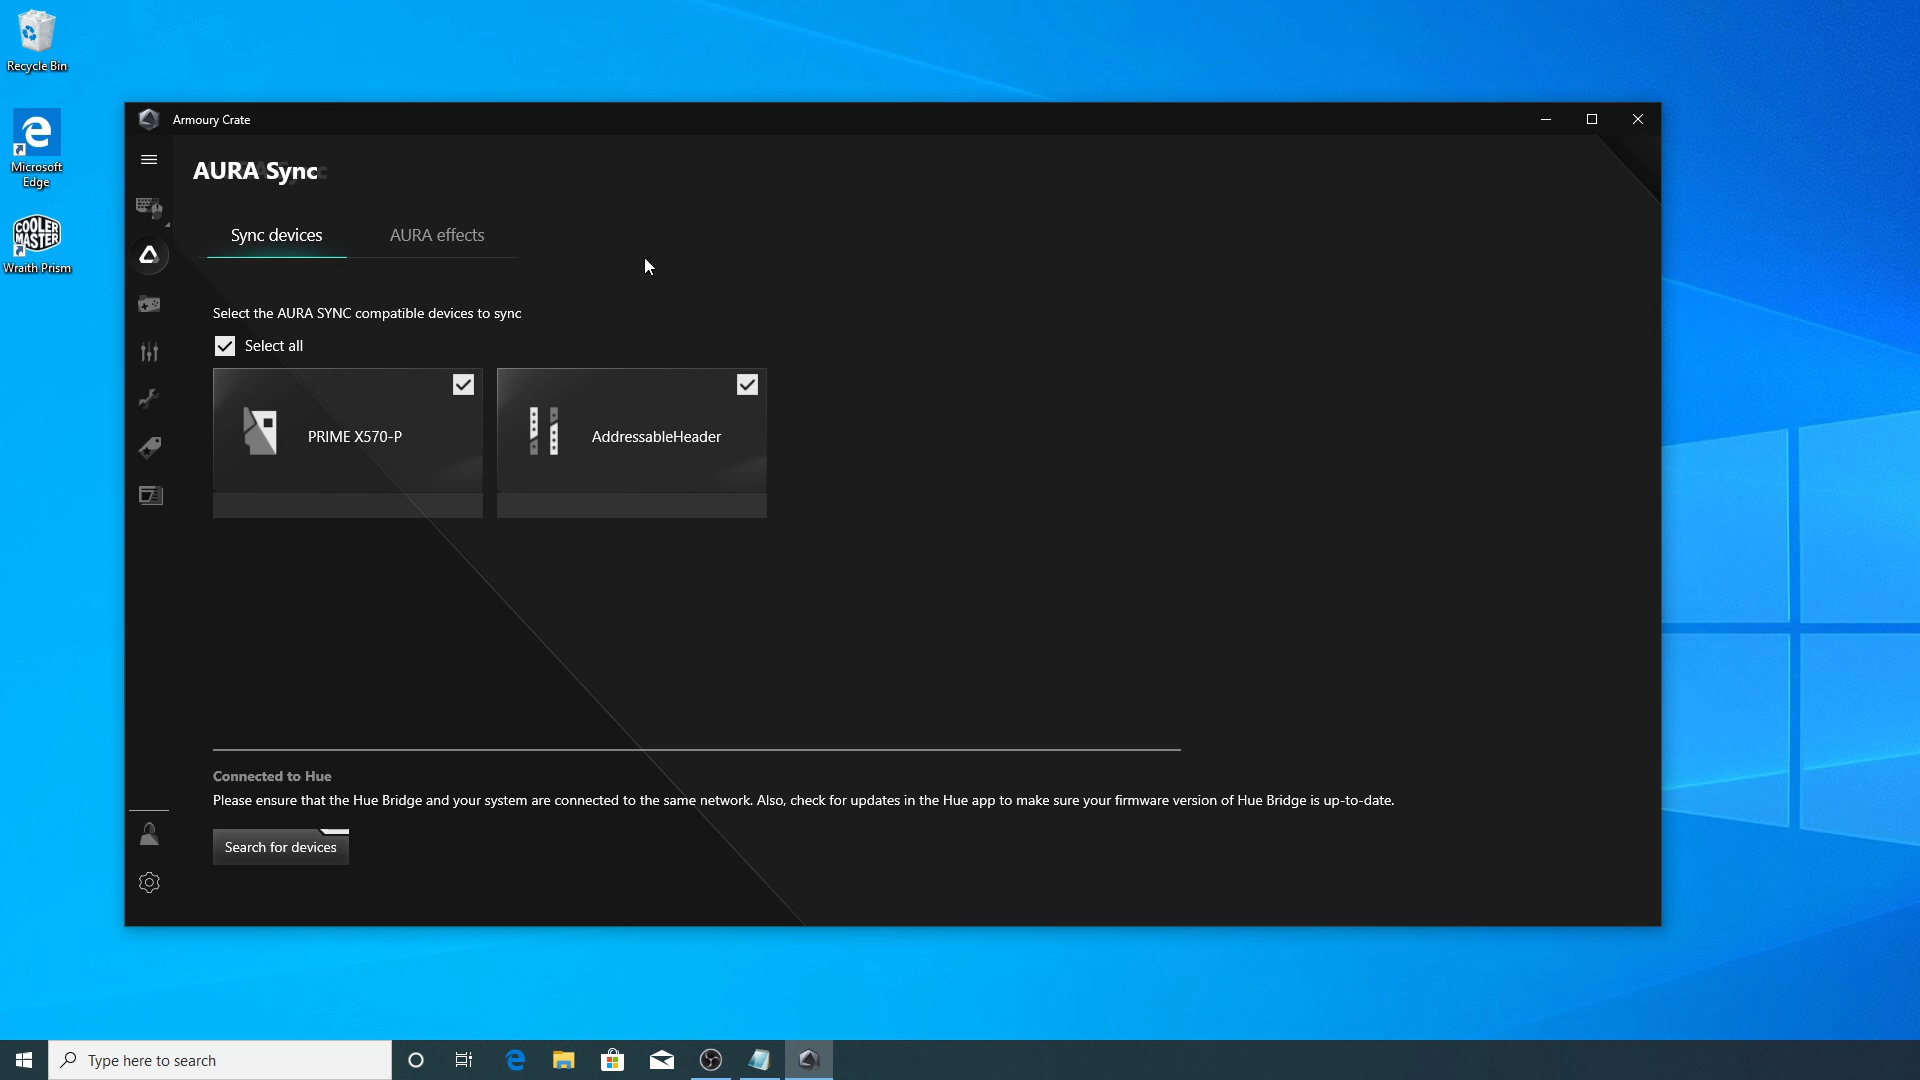 Recycle Bin
Microsoft
Edge
COOLER
MASTER
Wraith Prism
Armoury Crate
AURA Sync
Sync devices
AURA effects
Select the AURA SYNC compatible devices to sync
Select all
PRIME X570-P
AddressableHeader
Connected to Hue
Please ensure that the Hue Bridge and your system are connected to the same network. Also, check for updates in the Hue app to make sure your firmware version of Hue Bridge is up-to-date.
Search for devices
Type here to search